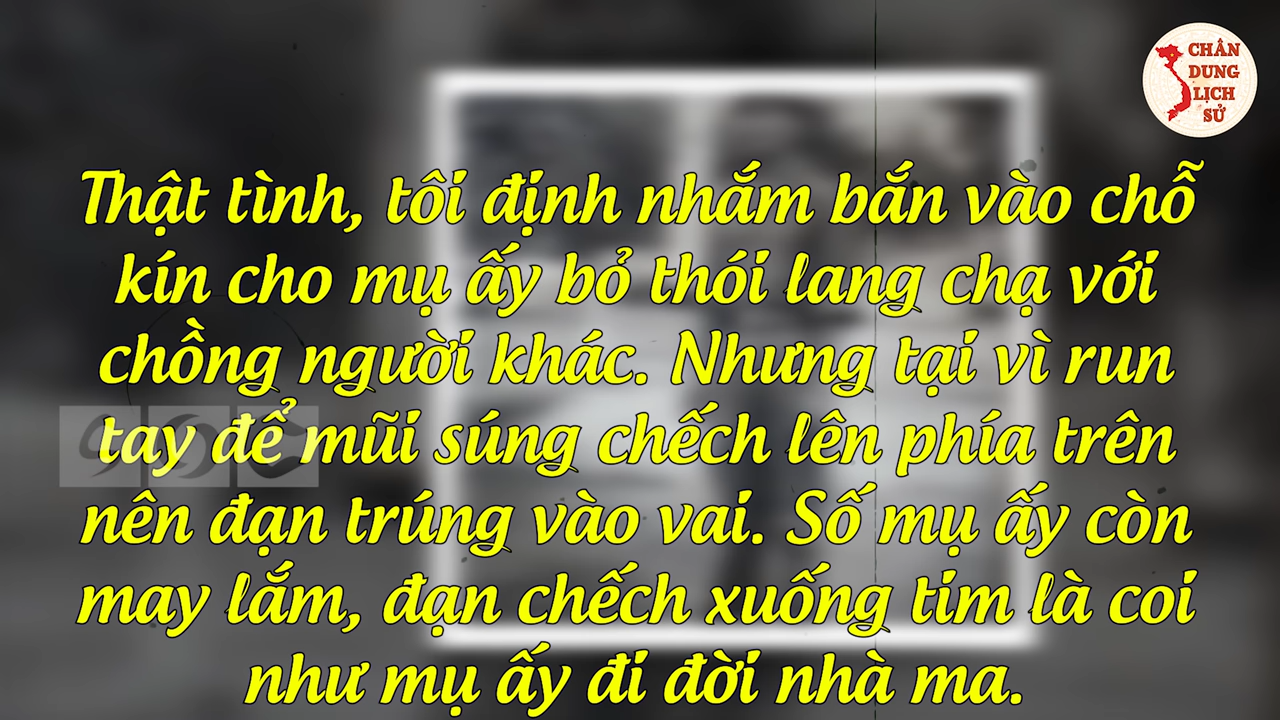 CHÂN
DUNG
LỊCH
SỬ
Thật tình, tôi định nhắm bắn vào chỗ
kín cho mụ ấy bỏ thói lang chạ với
chồng người khác. Nhưng tại vì run
tay để mũi súng chếch lên phía trên
nên đạn trúng vào vai. Số mụ ấy còn
may lắm, đạn chếch xuống tim là coi
như mụ ấy đi đời nhà ma.